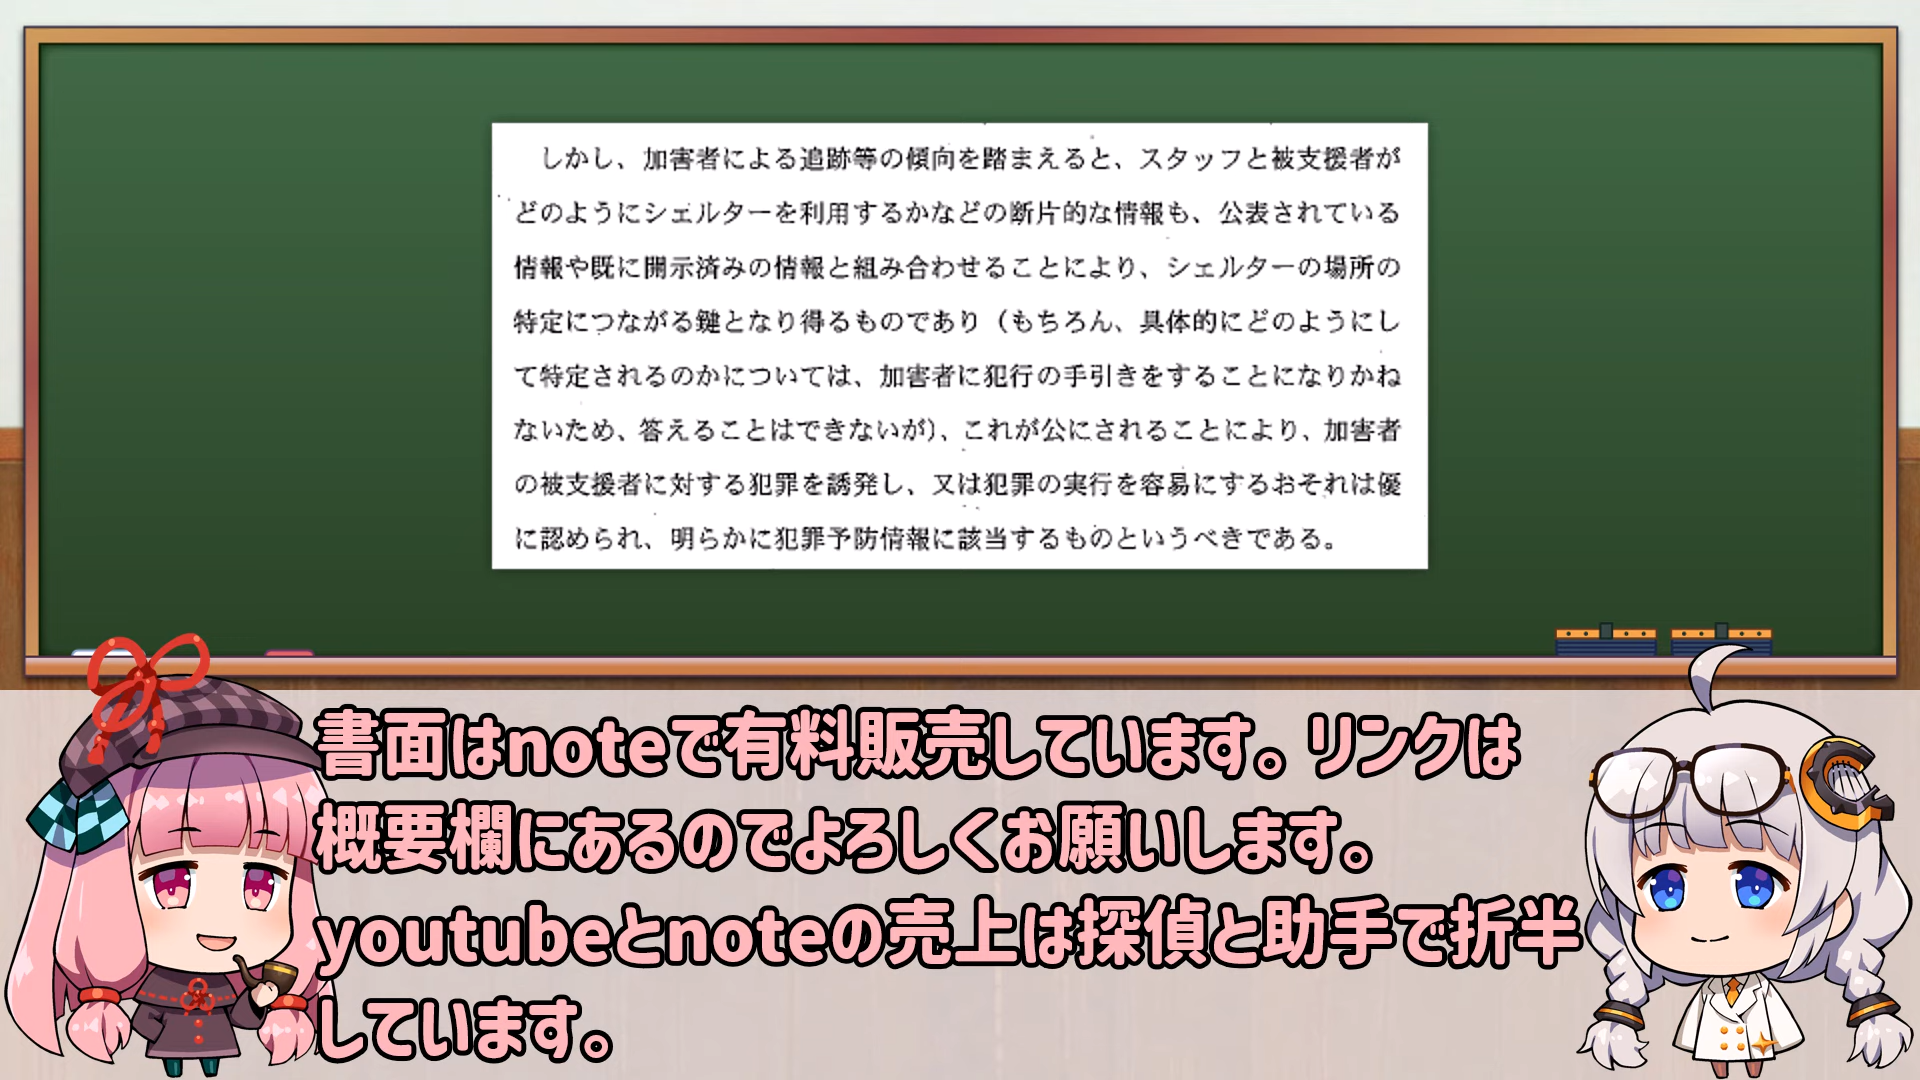 しかし、加害者による追跡等の傾向を踏まえると、スタッフと被支援者が
どのようにシェルターを利用するかなどの断片的な情報も、公表されている
情報や既に開示済みの情報と組み合わせることにより、シェルターの場所の
特定につながる鍵となり得るものであり（もちろん、具体的にどのようにし
て特定されるのかについては、加害者に犯行の手引きをすることになりかね
ないため、答えることはできないが）、これが公にされることにより、加害者
の被支援者に対する犯罪を誘発し、又は犯罪の実行を容易にするおそれは優
に認められ、明らかに犯罪予防情報に該当するものというべきである。
書面はnoteで有料販売しています。リンクは
概要欄にあるのでよろしくお願いします。
youtubeとnoteの売上は探偵と助手で折半
しています。